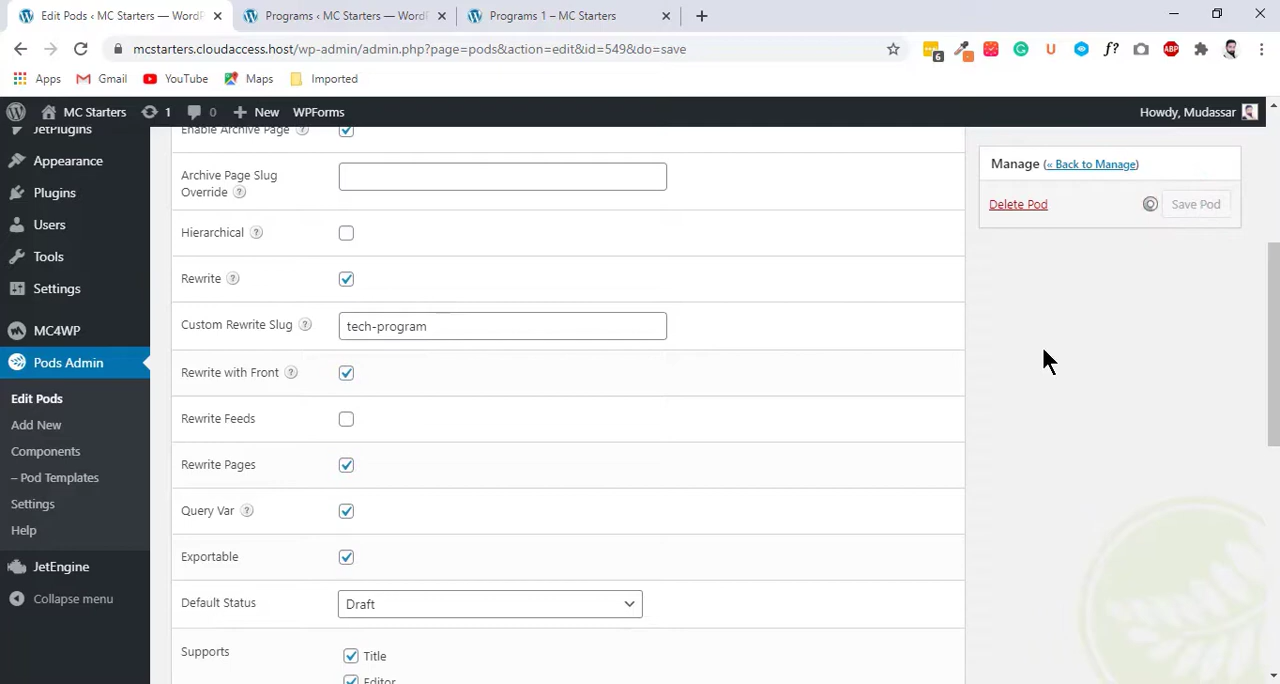 Edit Pods ‹ MC Starters — WordP
Programs ‹ MC Starters — WordP
Programs 1 – MC Starters
mcstarters.cloudaccess.host/wp-admin/admin.php?page=pods&action=edit&id=549&do=save
6
f?
ABP
Apps
Gmail
YouTube
Maps
Imported
MC Starters
1
0
New
WPForms
Howdy, Mudassar
JetPlugins
Appearance
Plugins
Users
Tools
Settings
MC4WP
Pods Admin
Edit Pods
Add New
Components
– Pod Templates
Settings
Help
JetEngine
Collapse menu
Enable Archive Page
Archive Page Slug
Override
Hierarchical
Rewrite
Custom Rewrite Slug
tech-program
Rewrite with Front
Rewrite Feeds
Rewrite Pages
Query Var
Exportable
Default Status
Draft
Supports
Title
Editor
Manage (« Back to Manage)
Delete Pod
Save Pod